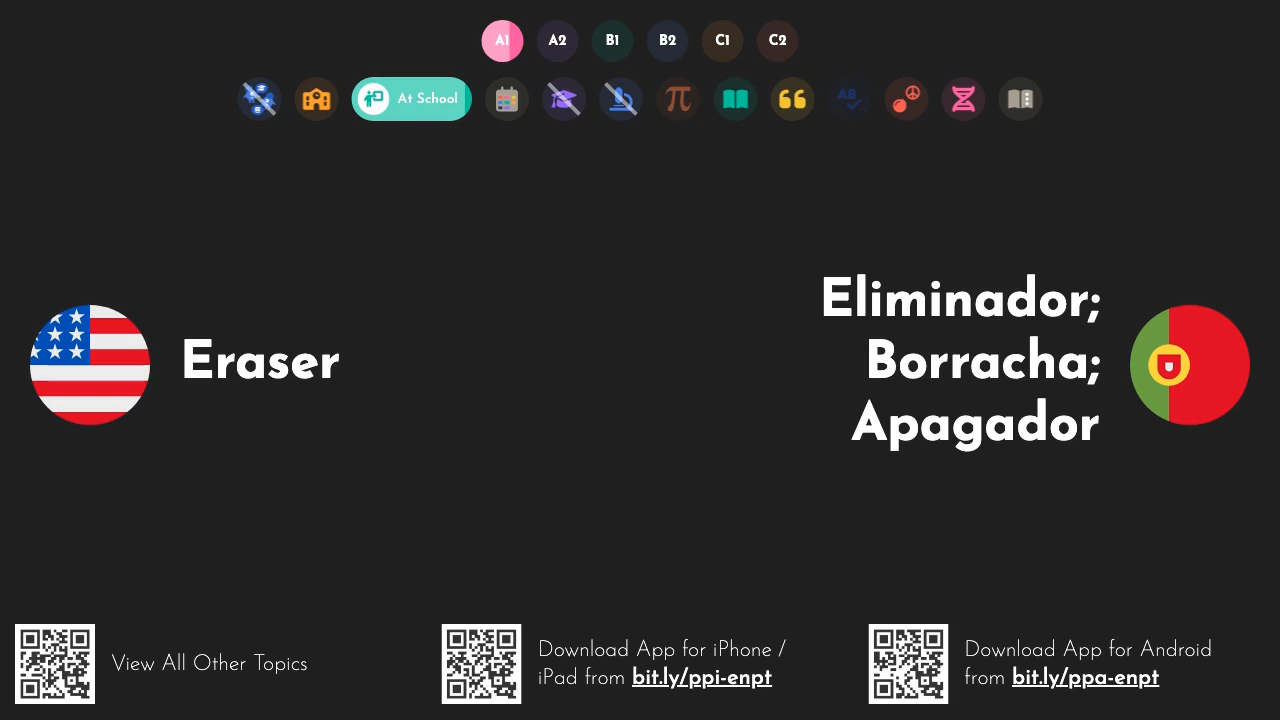 A1 A2 B1 B2 C1 C2
At School
Eraser
Eliminador;
Borracha;
Apagador
View All Other Topics
Download App for iPhone /
iPad from bit.ly/ppi-enpt
Download App for Android
from bit.ly/ppa-enpt